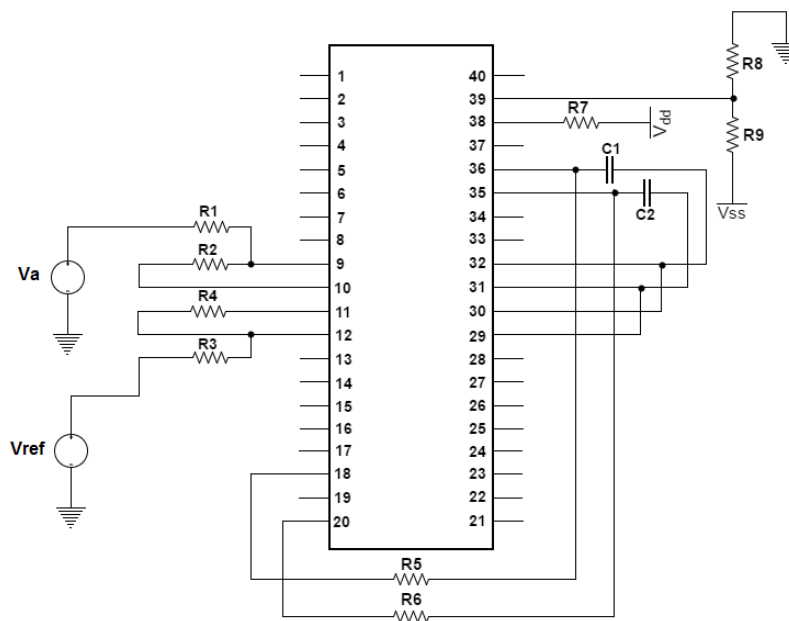 R8
1 40
2 39
R7
3 38
Vdd
4 37
R9
C1
5 36
6 35
C2
Vss
R1
7 34
8 33
R2
9 32
Va
10 31
R4
11 30
12 29
R3
13 28
14 27
15 26
16 25
Vref
17 24
18 23
19 22
20 21
R5
R6